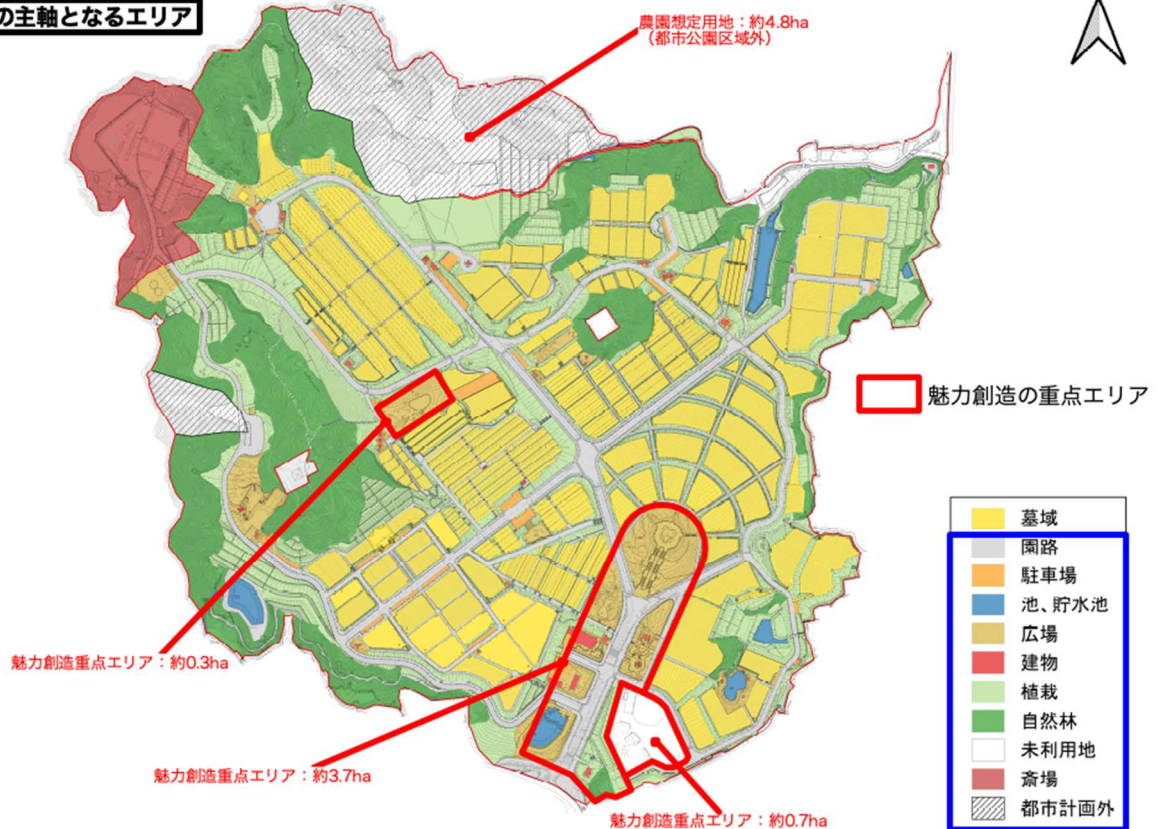 の主軸となるエリア
農園想定用地：約4.8ha
（都市公園区域外）
魅力創造の重点エリア
墓域
園路
駐車場
池、貯水池
広場
建物
植栽
自然林
未利用地
斎場
都市計画外
魅力創造重点エリア：約0.3ha
魅力創造重点エリア：約3.7ha
魅力創造重点エリア：約0.7ha